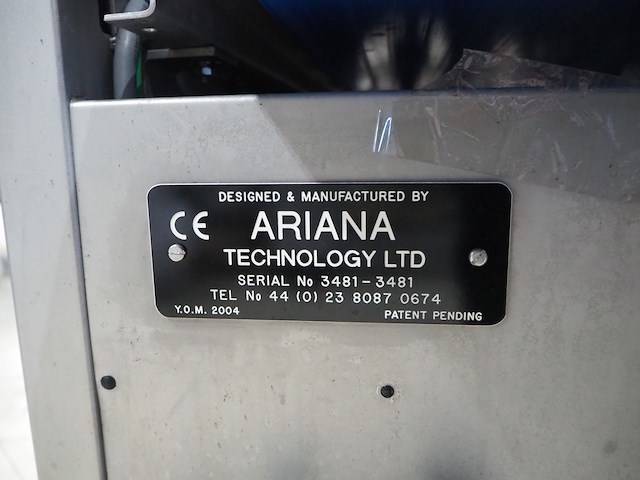 DESIGNED & MANUFACTURED BY
CE ARIANA
TECHNOLOGY LTD
SERIAL No 3481-3481
TEL No 44 (0) 23 8087 0674
Y.O.M. 2004 PATENT PENDING